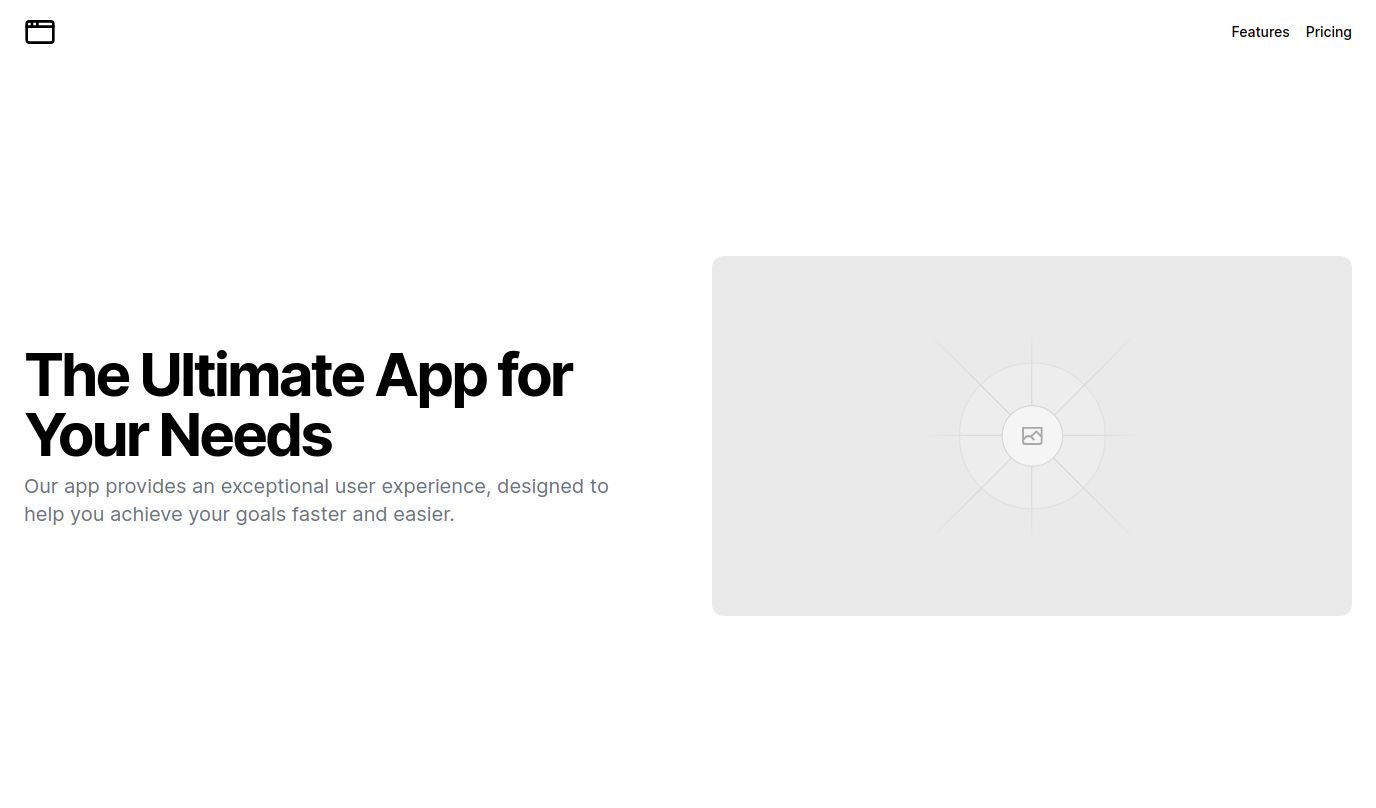 Features Pricing
The Ultimate App for
Your Needs
Our app provides an exceptional user experience, designed to
help you achieve your goals faster and easier.